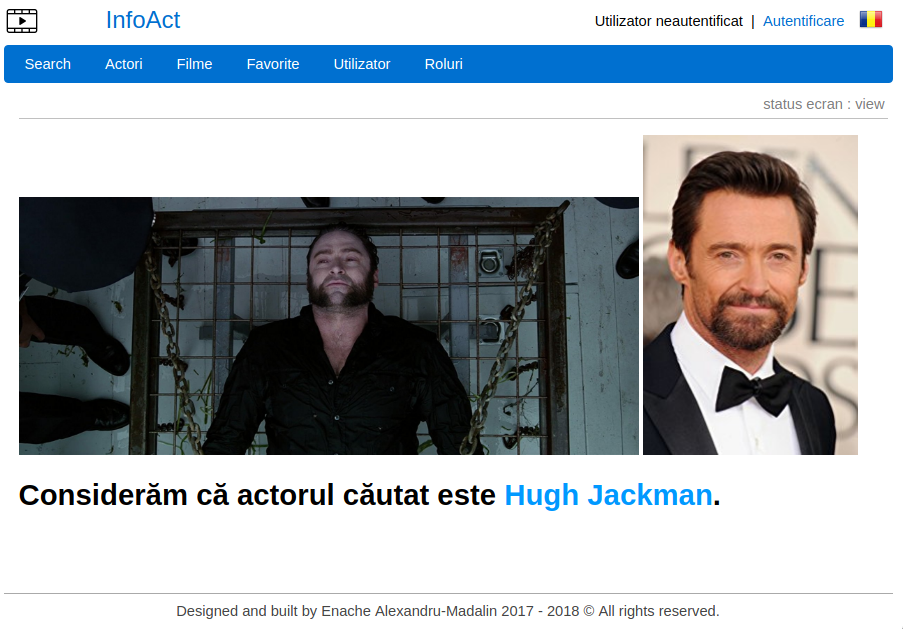 InfoAct
Utilizator neautentificat | Autentificare
Search Actori Filme Favorite Utilizator Roluri
status ecran : view
Considerăm că actorul căutat este Hugh Jackman.
Designed and built by Enache Alexandru-Madalin 2017 - 2018 © All rights reserved.